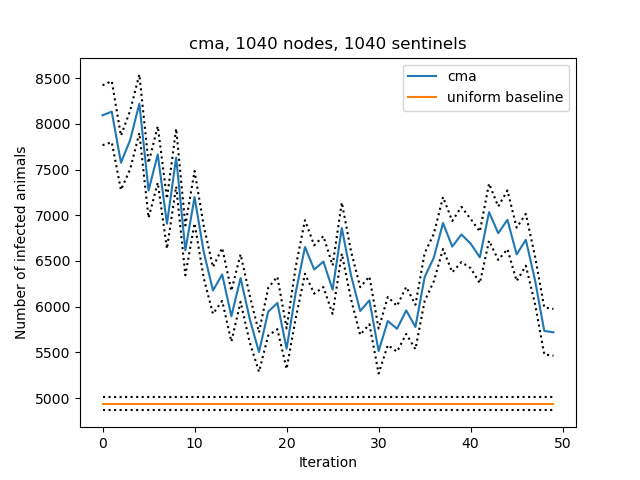 cma, 1040 nodes, 1040 sentinels
cma
uniform baseline
Number of infected animals
8500
8000
7500
7000
6500
6000
5500
5000
0 10 20 30 40 50
Iteration